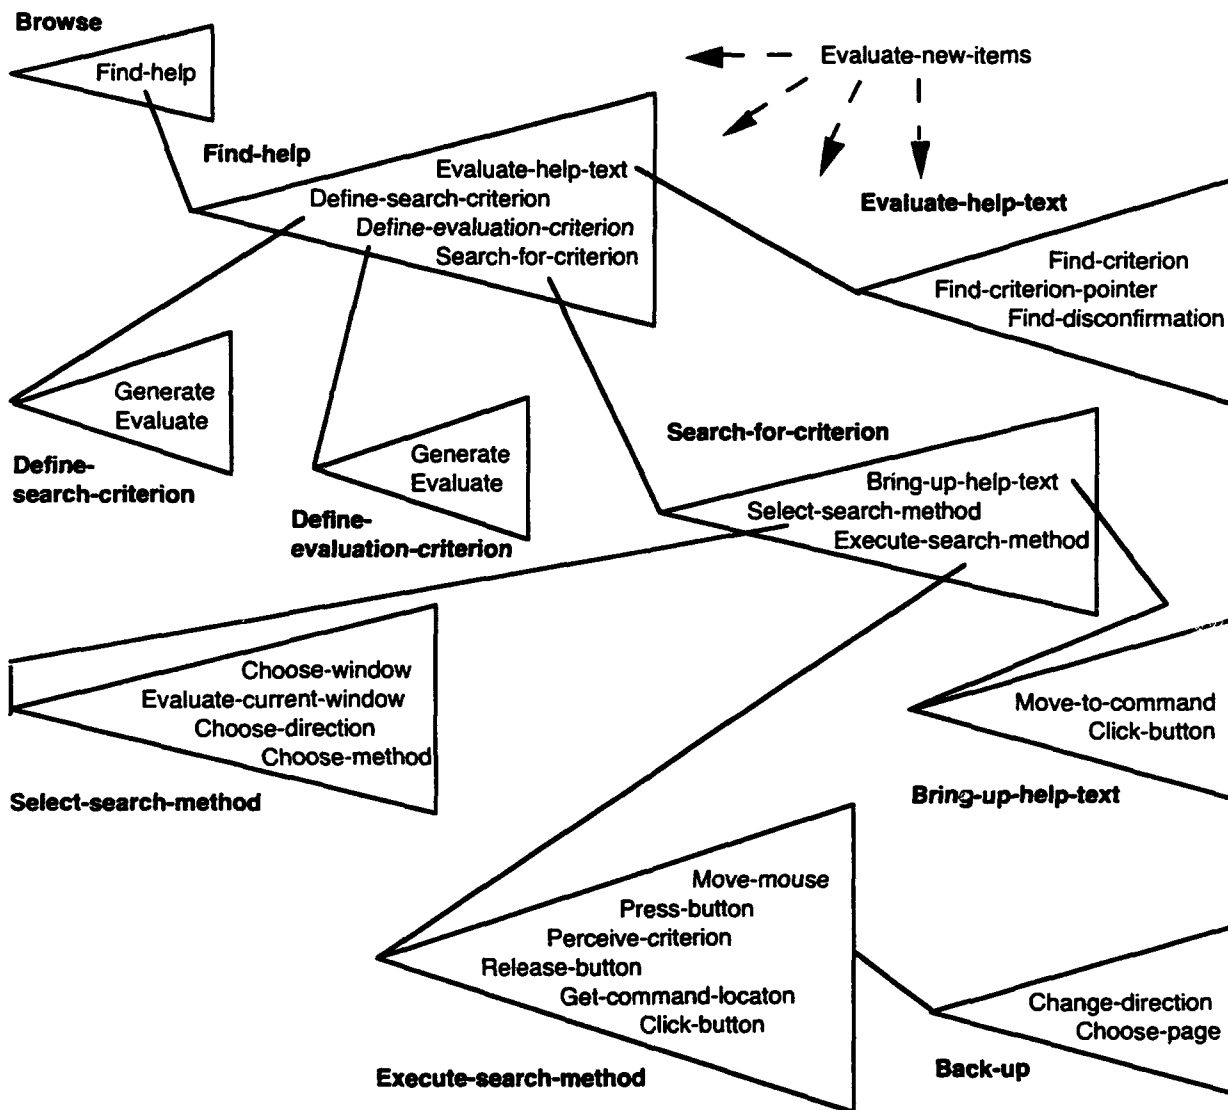 Browse
Find-help
Evaluate-new-items
Find-help
Evaluate-help-text
Define-search-criterion
Define-evaluation-criterion
Search-for-criterion
Evaluate-help-text
Find-criterion
Find-criterion-pointer
Find-disconfirmation
Generate
Evaluate
Define-
search-criterion
Generate
Evaluate
Define-
evaluation-criterion
Search-for-criterion
Bring-up-help-text
Select-search-method
Execute-search-method
Choose-window
Evaluate-current-window
Choose-direction
Choose-method
Select-search-method
Move-to-command
Click-button
Bring-up-help-text
Move-mouse
Press-button
Perceive-criterion
Release-button
Get-command-locaton
Click-button
Execute-search-method
Change-direction
Choose-page
Back-up